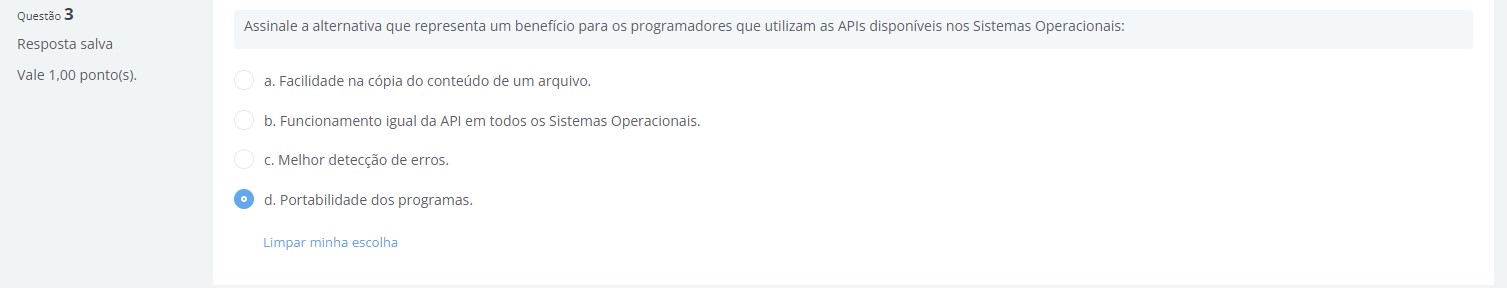 Questão 3
Resposta salva
Vale 1,00 ponto(s).
Assinale a alternativa que representa um benefício para os programadores que utilizam as APIs disponíveis nos Sistemas Operacionais:
a. Facilidade na cópia do conteúdo de um arquivo.
b. Funcionamento igual da API em todos os Sistemas Operacionais.
c. Melhor detecção de erros.
d. Portabilidade dos programas.
Limpar minha escolha